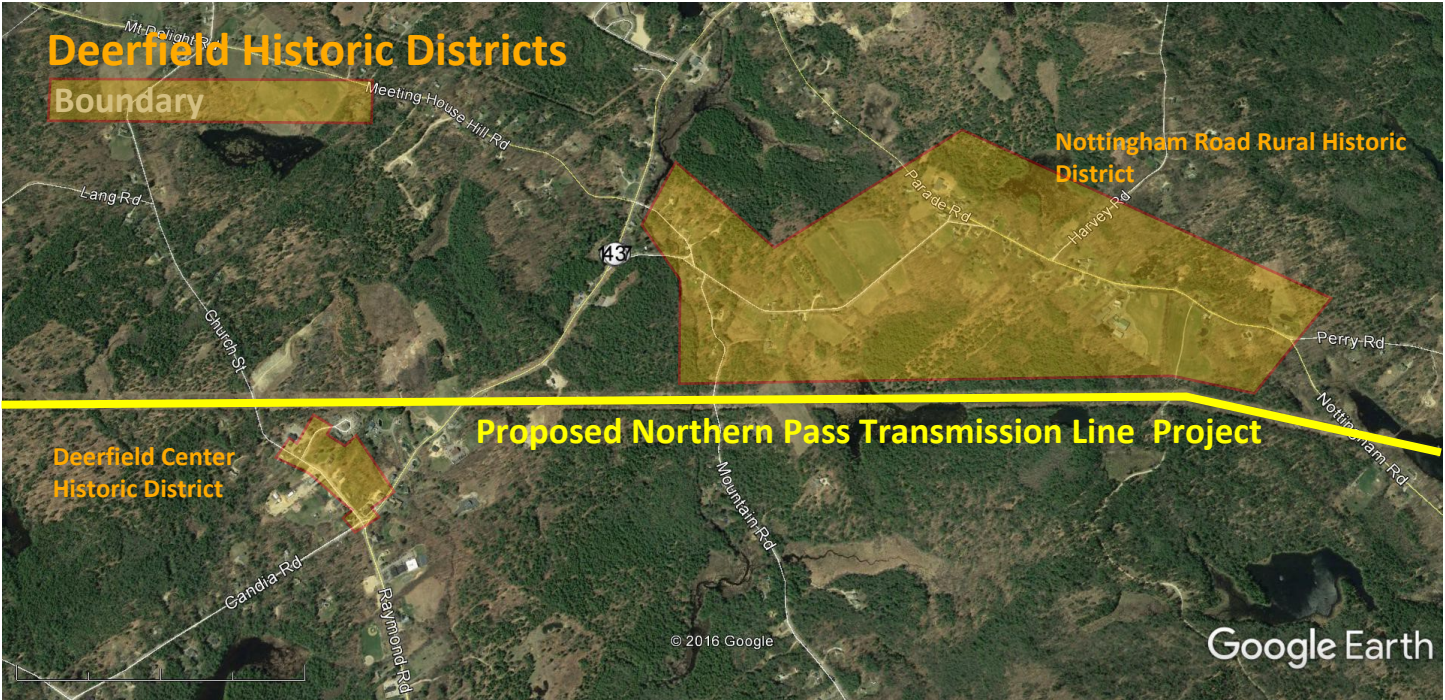 Mt Delight Rd
Deerfield Historic Districts
Boundary
Meeting House Hill Rd
Nottingham Road Rural Historic
District
Parade Rd
Harvey Rd
Lang Rd
143
Church St
Perry Rd
Proposed Northern Pass Transmission Line Project
Nottingham Rd
Deerfield Center
Historic District
Mountain Rd
Candia Rd
Raymond Rd
© 2016 Google
Google Earth